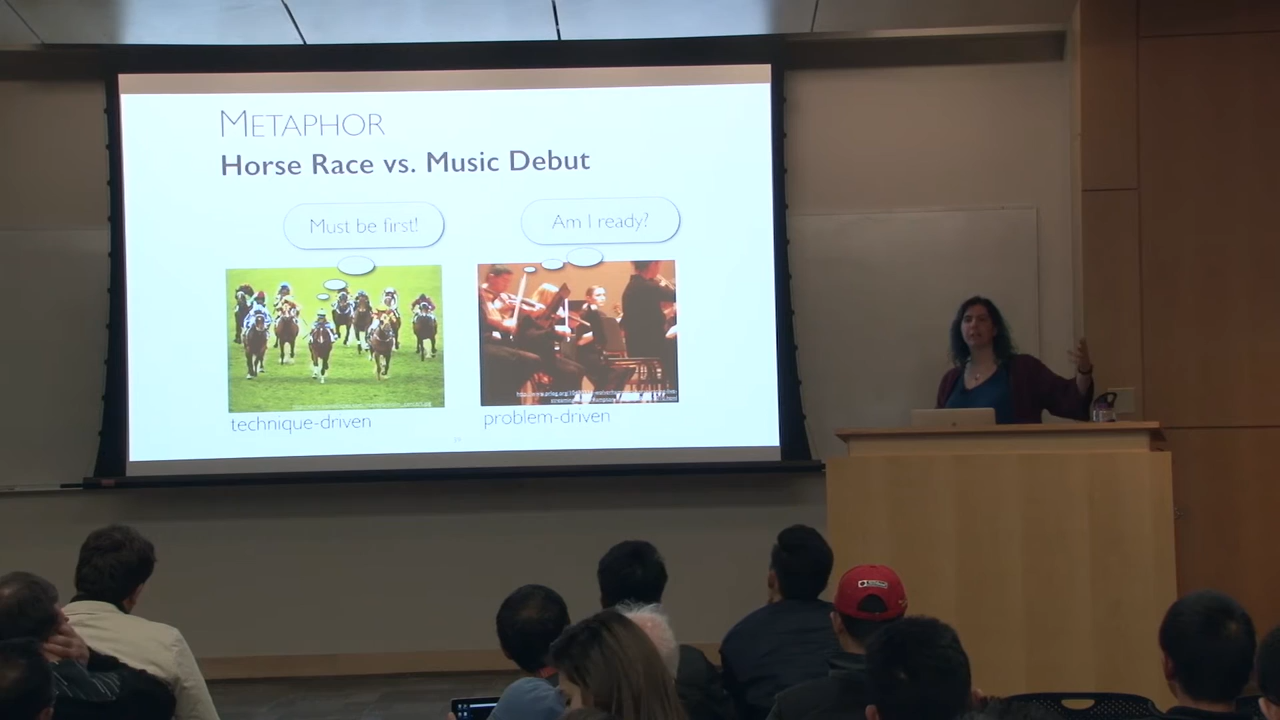 METAPHOR
Horse Race vs. Music Debut
Must be first!
Am I ready?
technique-driven
problem-driven